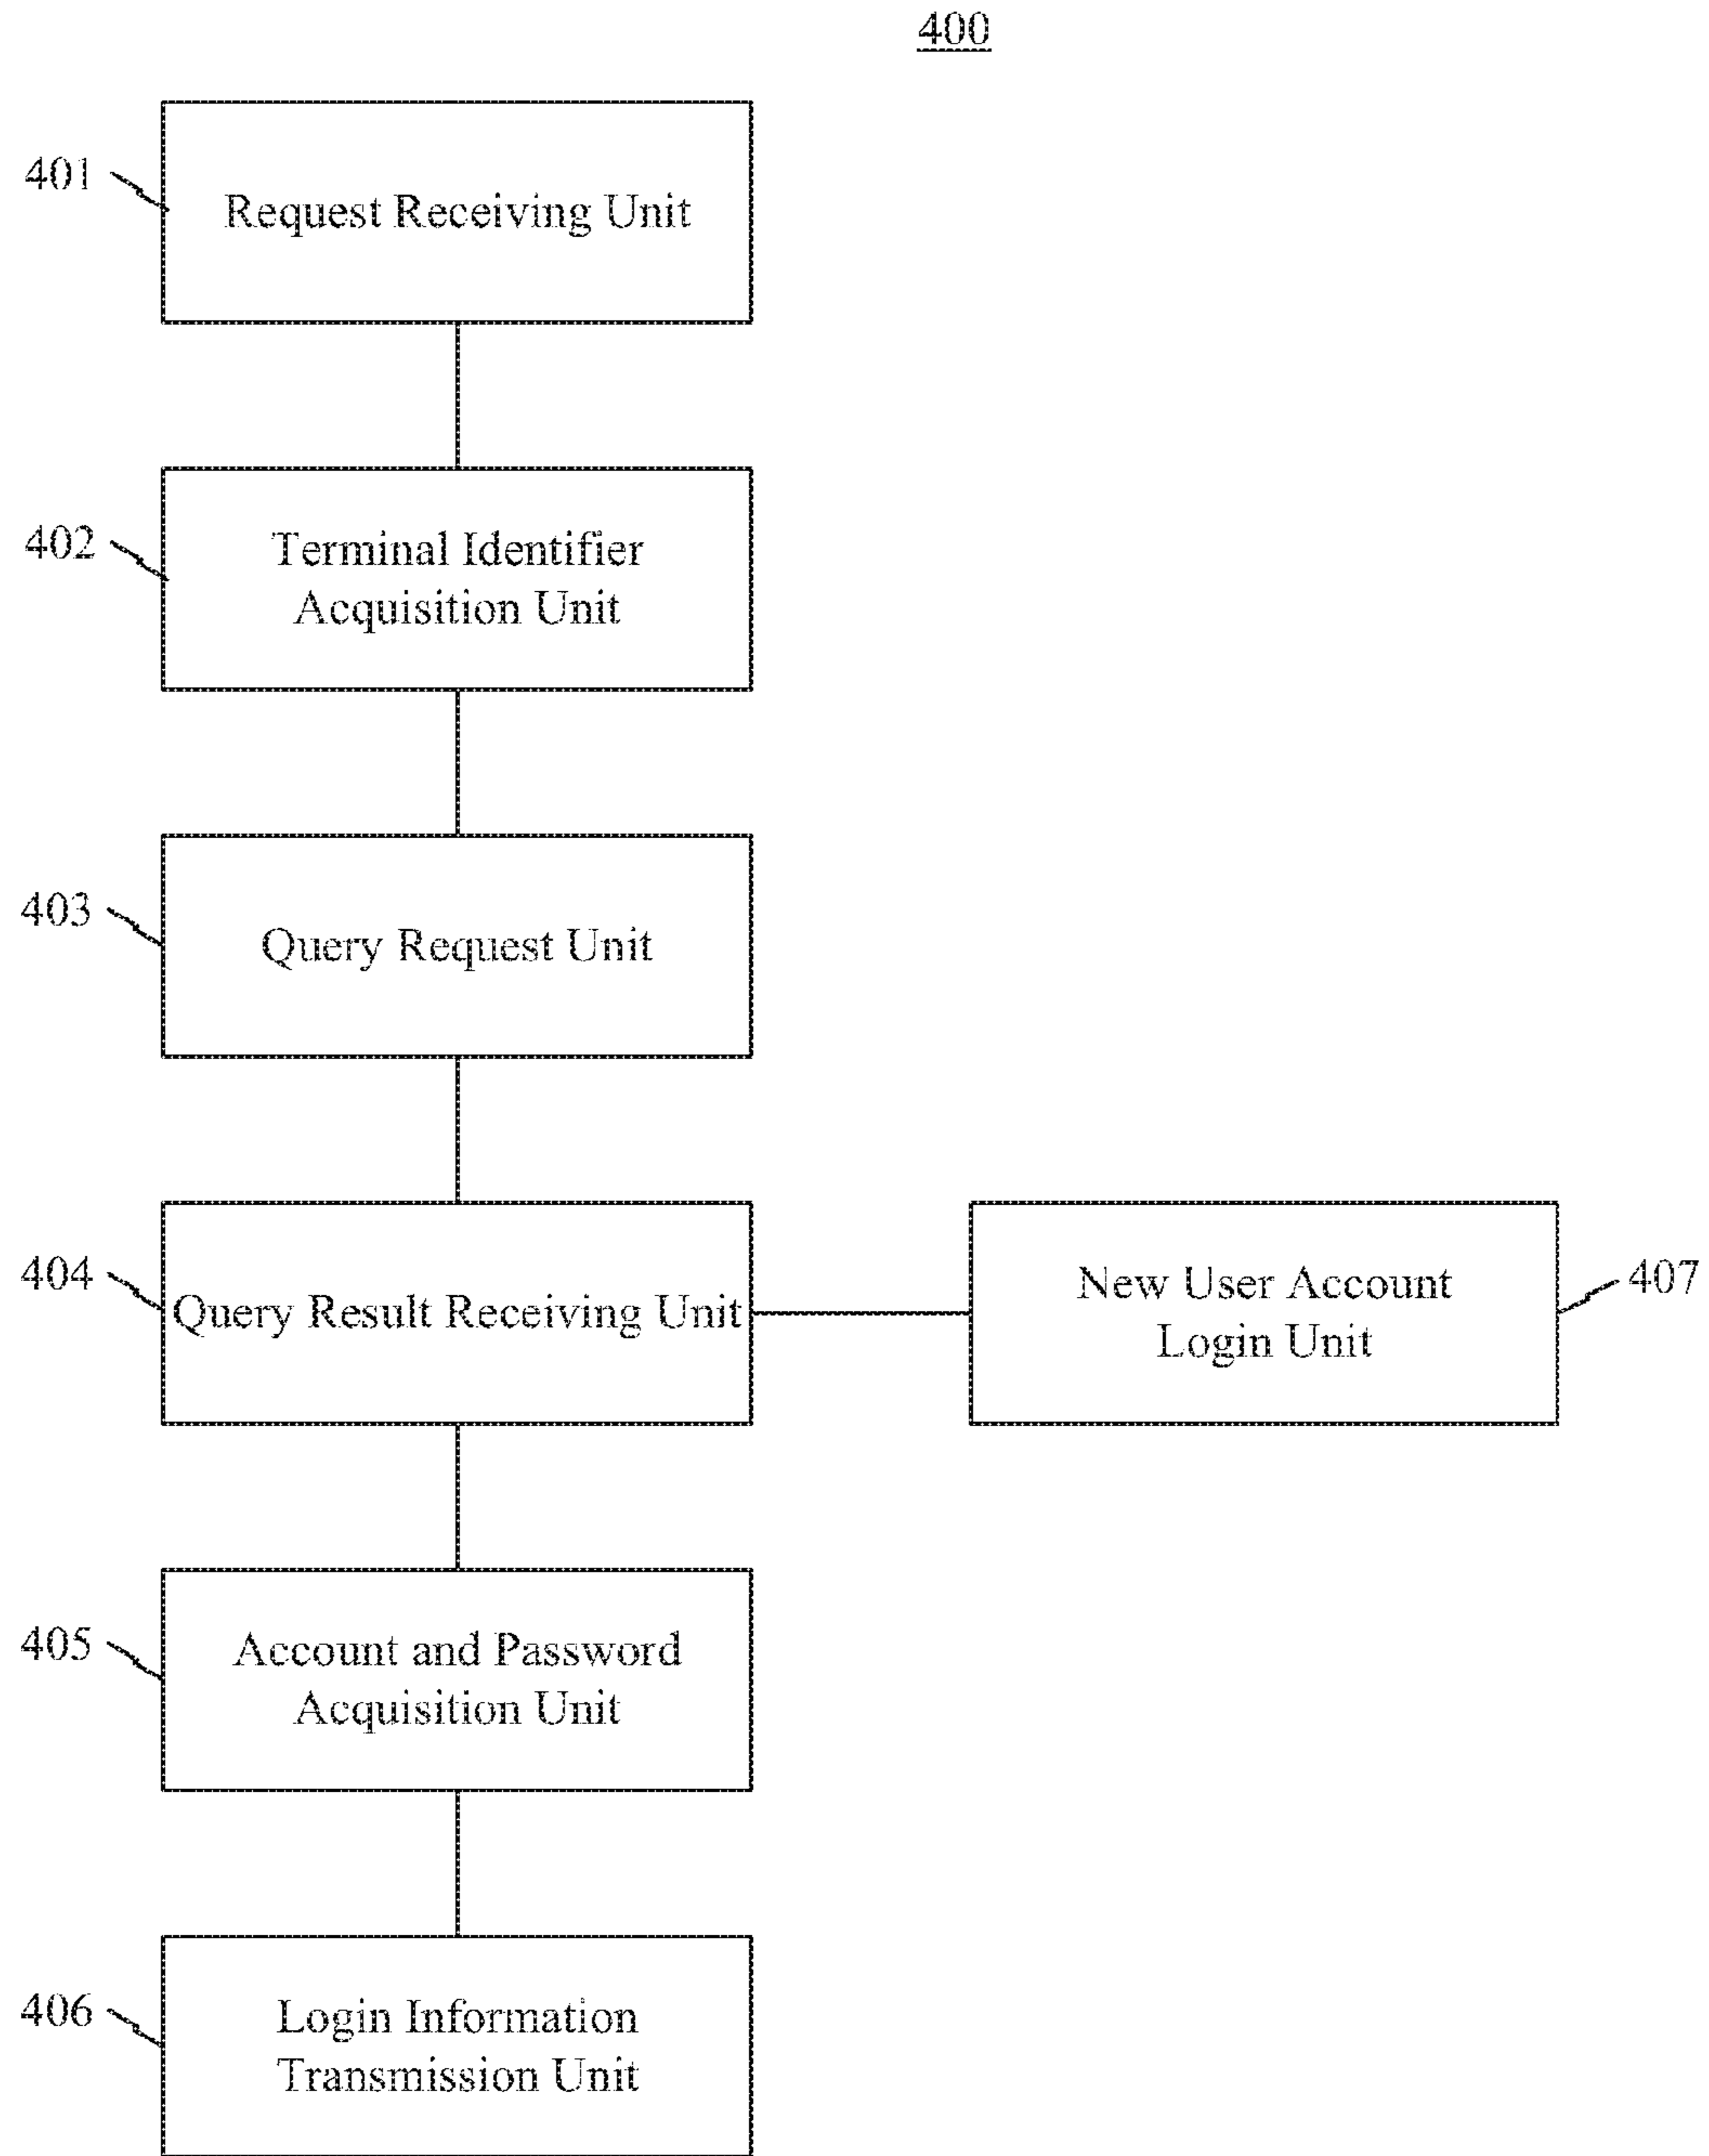 400
401
Request Receiving Unit
402
Terminal Identifier
Acquisition Unit
403
Query Request Unit
404
Query Result Receiving Unit
New User Account
Login Unit
407
405
Account and Password
Acquisition Unit
406
Login Information
Transmission Unit